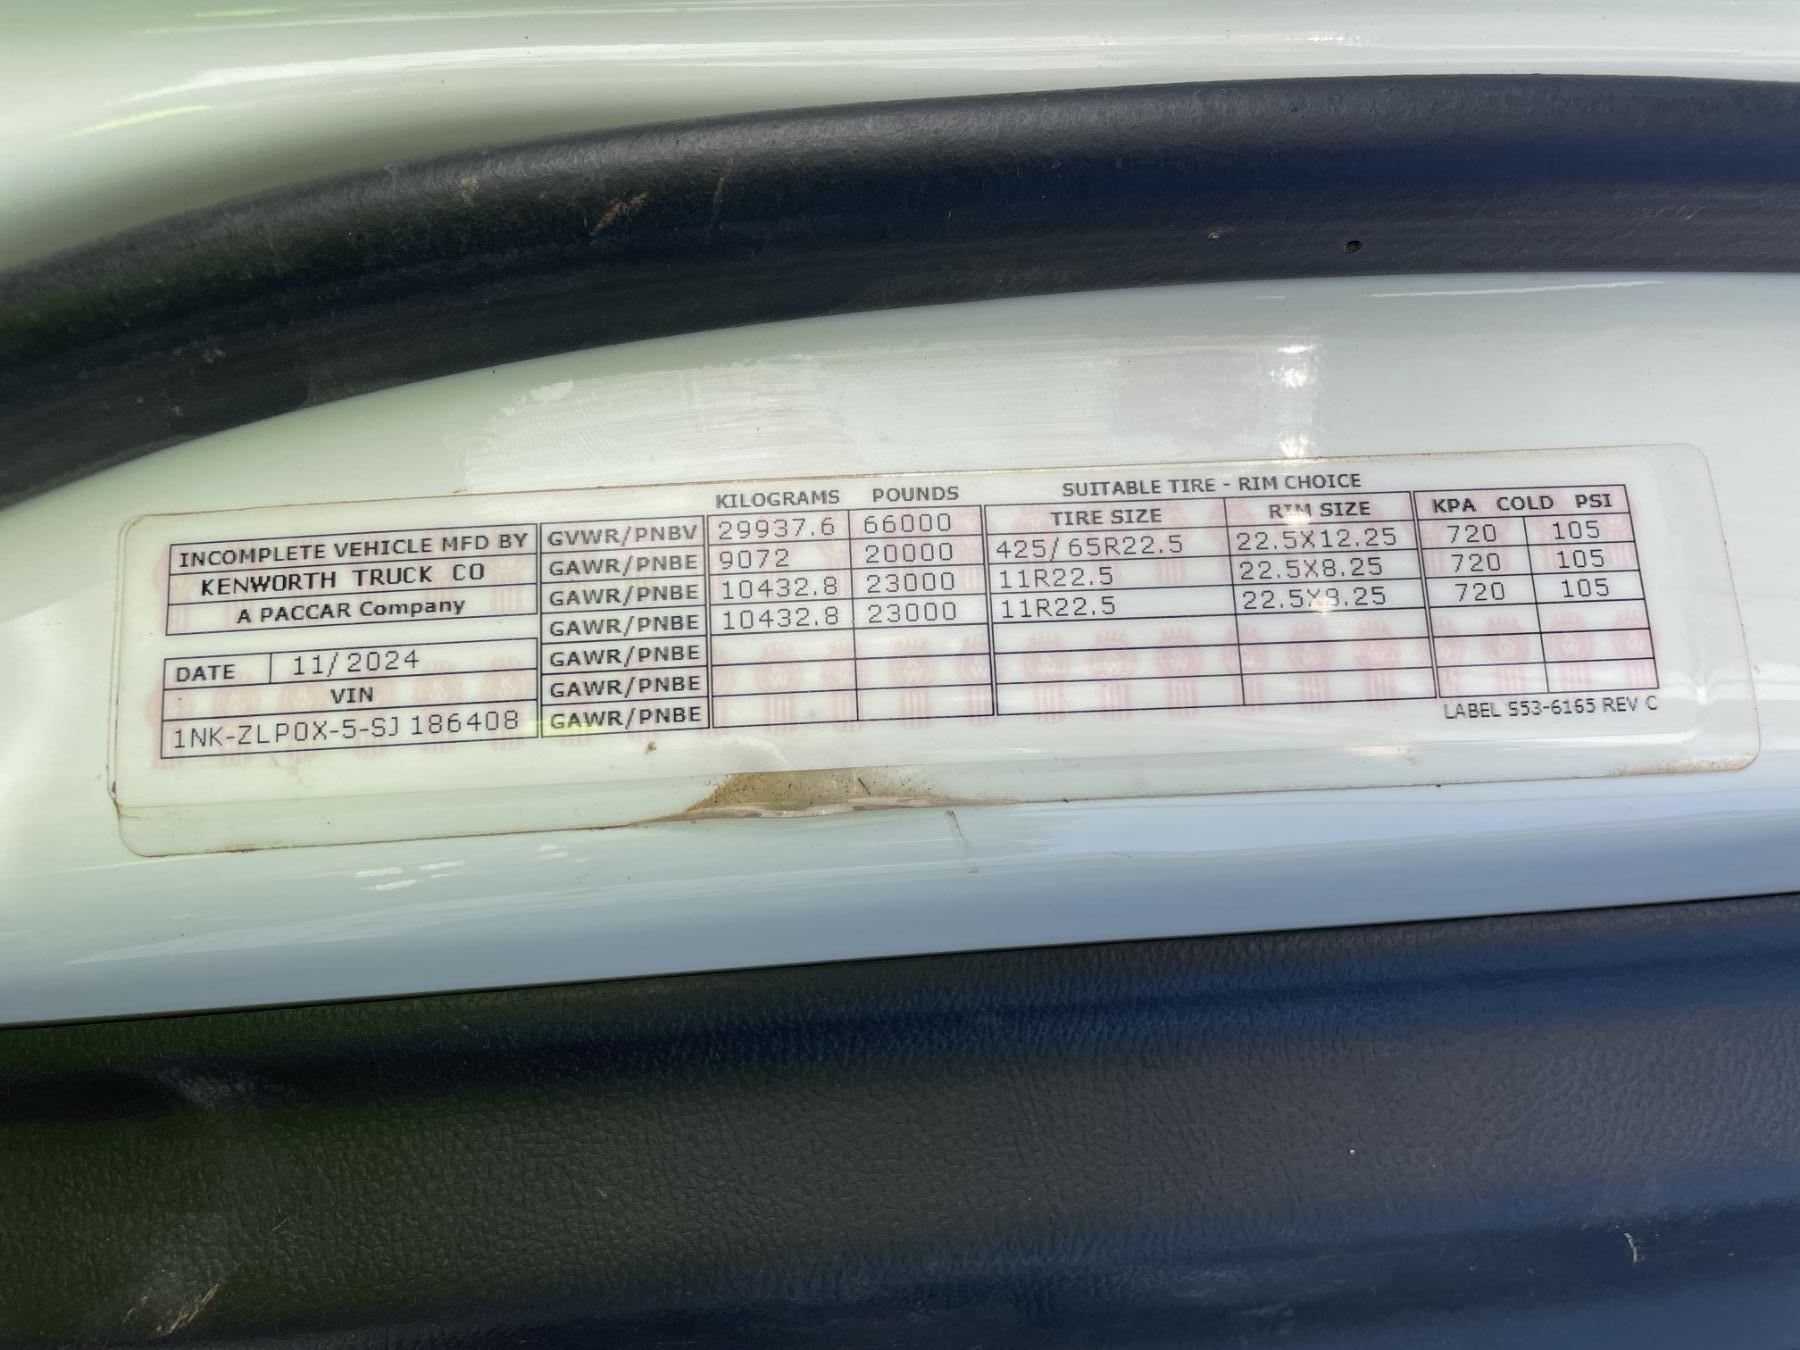 KILOGRAMS POUNDS SUITABLE TIRE - RIM CHOICE
INCOMPLETE VEHICLE MFD BY
KENWORTH TRUCK CO
A PACCAR Company
DATE 11/2024
VIN
1NK-ZLP0X-5-SJ186408
TIRE SIZE RIM SIZE KPA COLD PSI
GVWR/PNBV 29937.6 66000
GAWR/PNBE 9072 20000 425/65R22.5 22.5X12.25 720 105
GAWR/PNBE 10432.8 23000 11R22.5 22.5X8.25 720 105
GAWR/PNBE 10432.8 23000 11R22.5 22.5X8.25 720 105
GAWR/PNBE
GAWR/PNBE
GAWR/PNBE
LABEL S53-6165 REV C